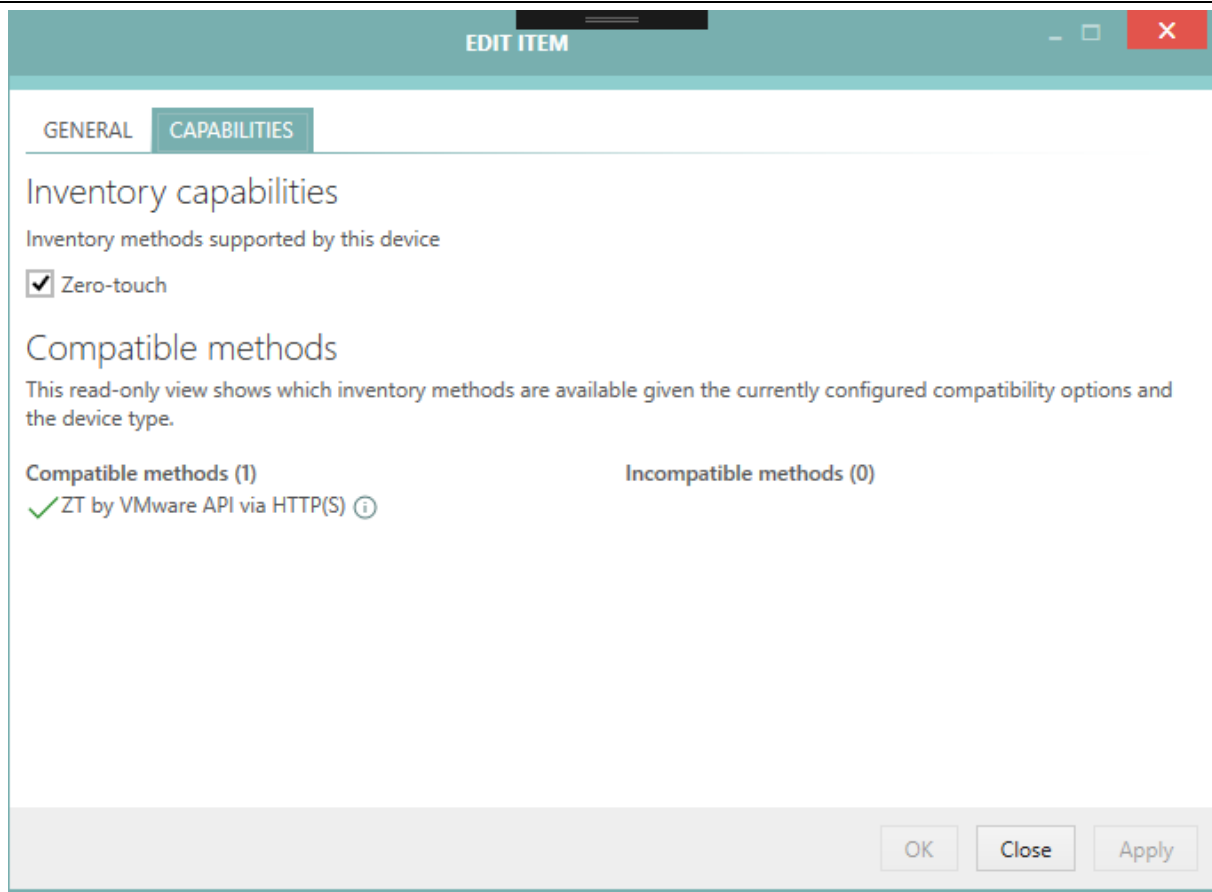 EDIT ITEM
GENERAL CAPABILITIES
Inventory capabilities
Inventory methods supported by this device
Zero-touch
Compatible methods
This read-only view shows which inventory methods are available given the currently configured compatibility options and
the device type.
Compatible methods (1) Incompatible methods (0)
ZT by VMware API via HTTP(S)
OK Close Apply